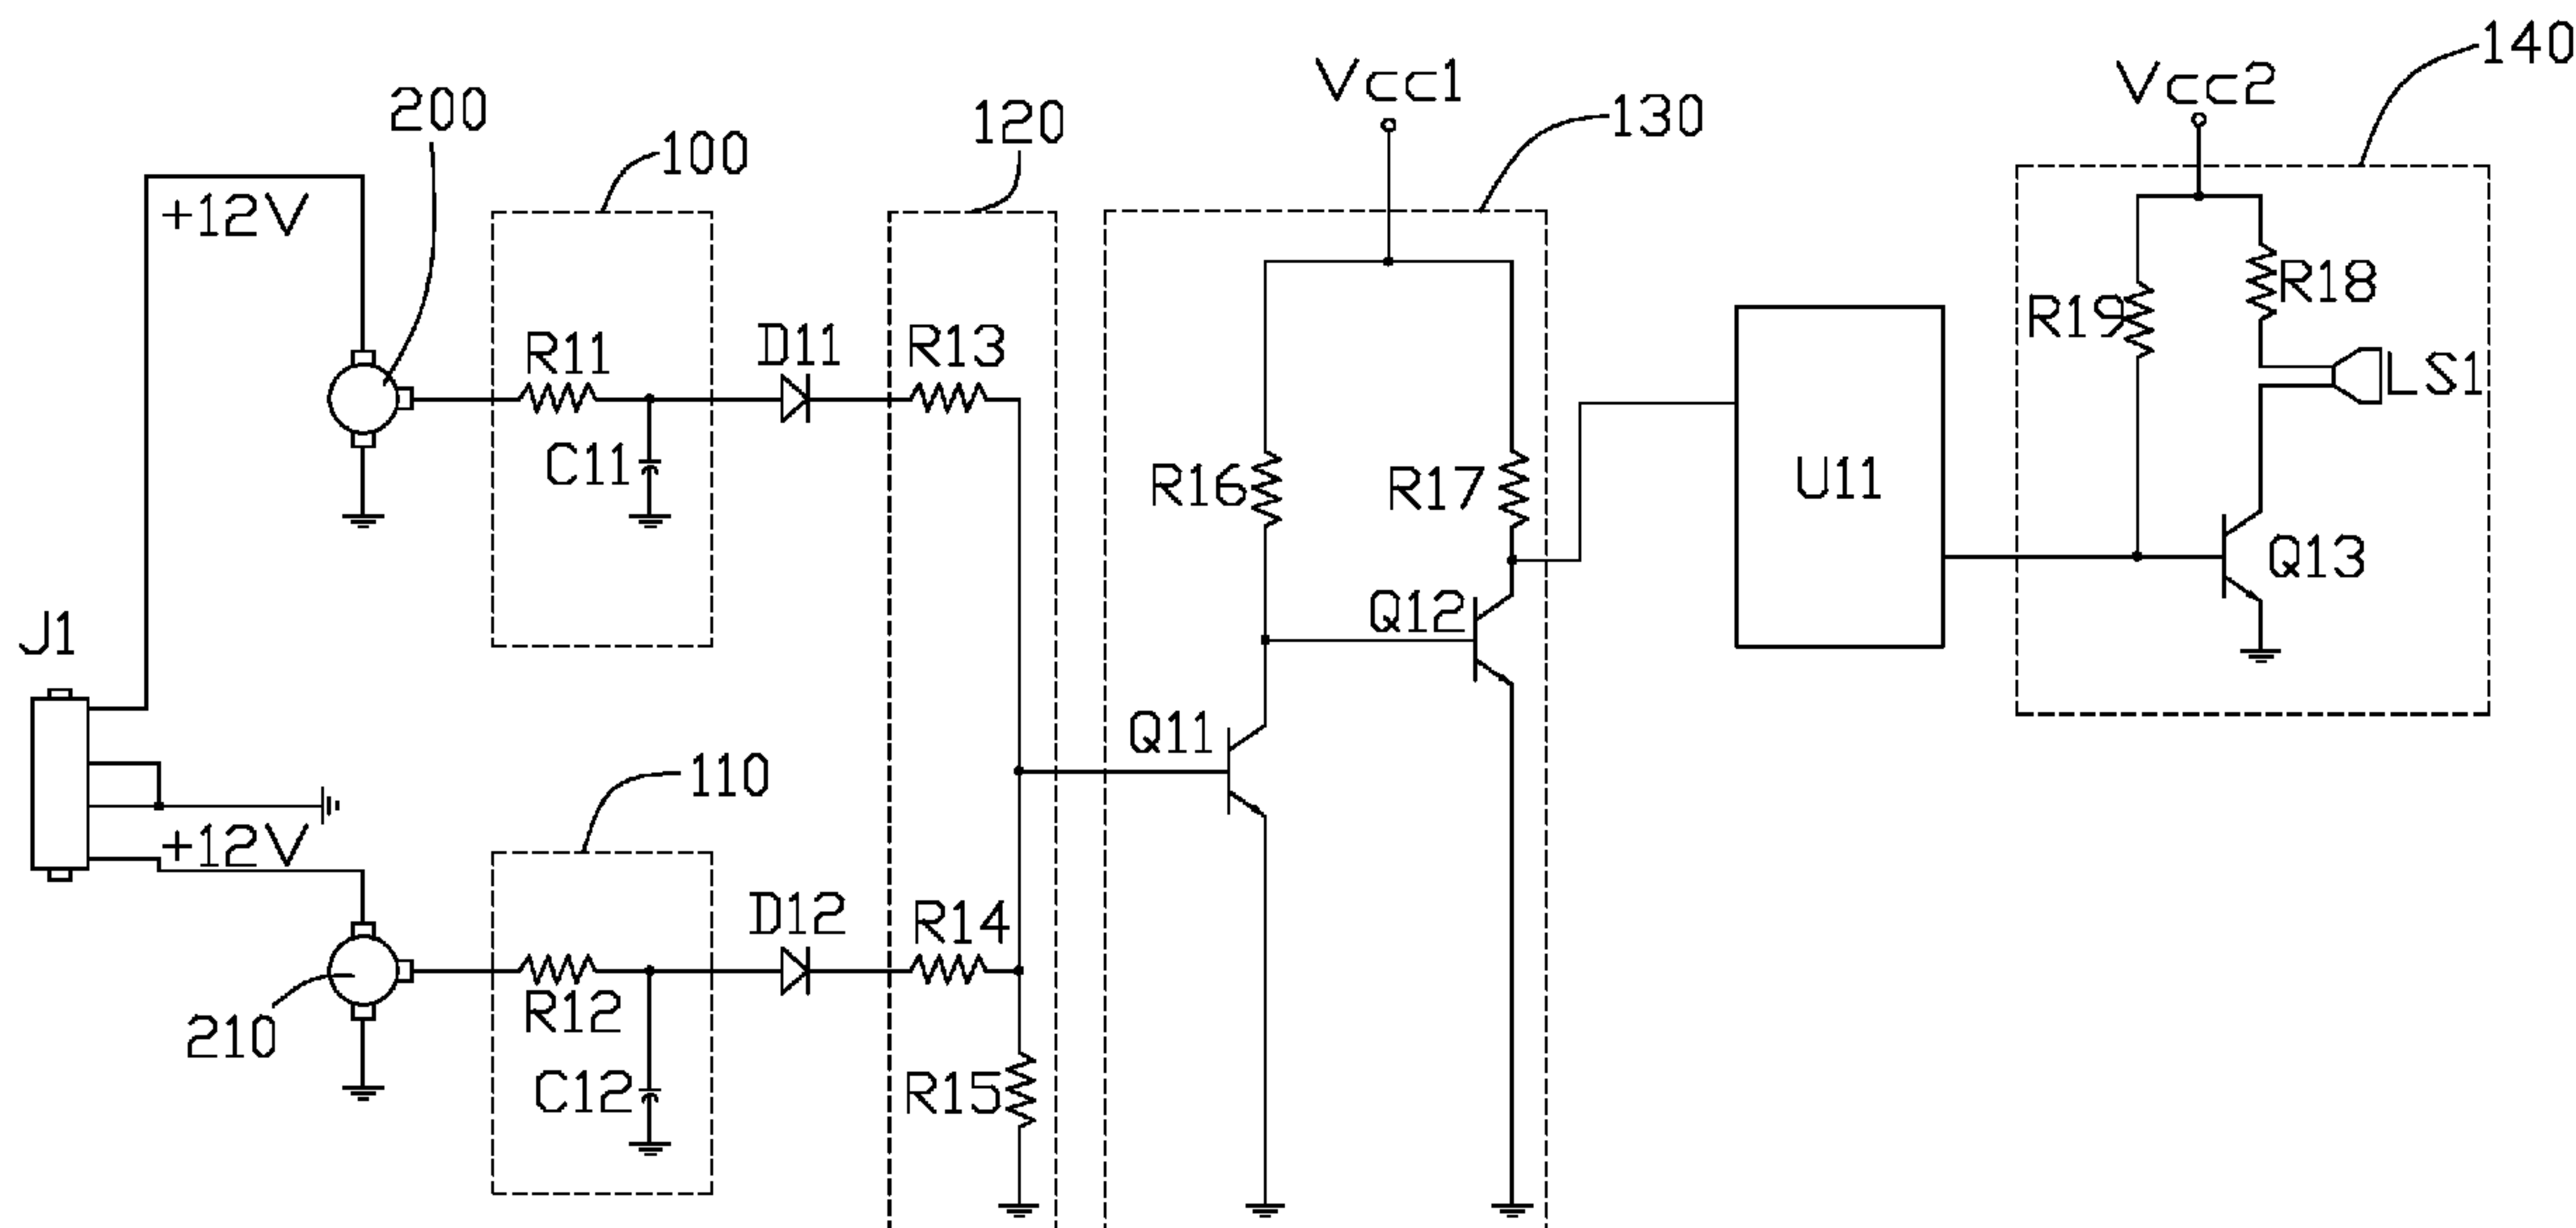 140
Vcc1
Vcc2
200
120
130
100
+12V
R18
R19
R11
D11
R13
LS1
C11
R16
R17
U11
Q13
Q12
J1
Q11
110
+12V
D12
R14
R12
210
C12
R15